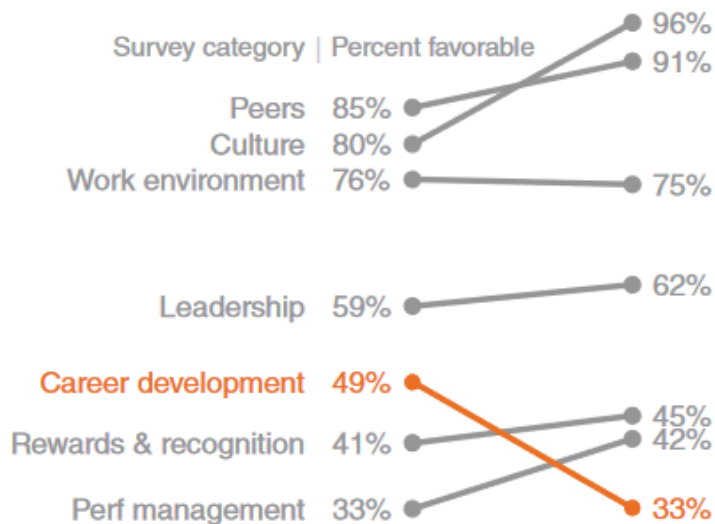 96%
Survey category | Percent favorable
91%
Peers 85%
Culture 80%
Work environment 76% 75%
Leadership 59% 62%
Career development 49%
Rewards & recognition 41% 45%
42%
Perf management 33% 33%